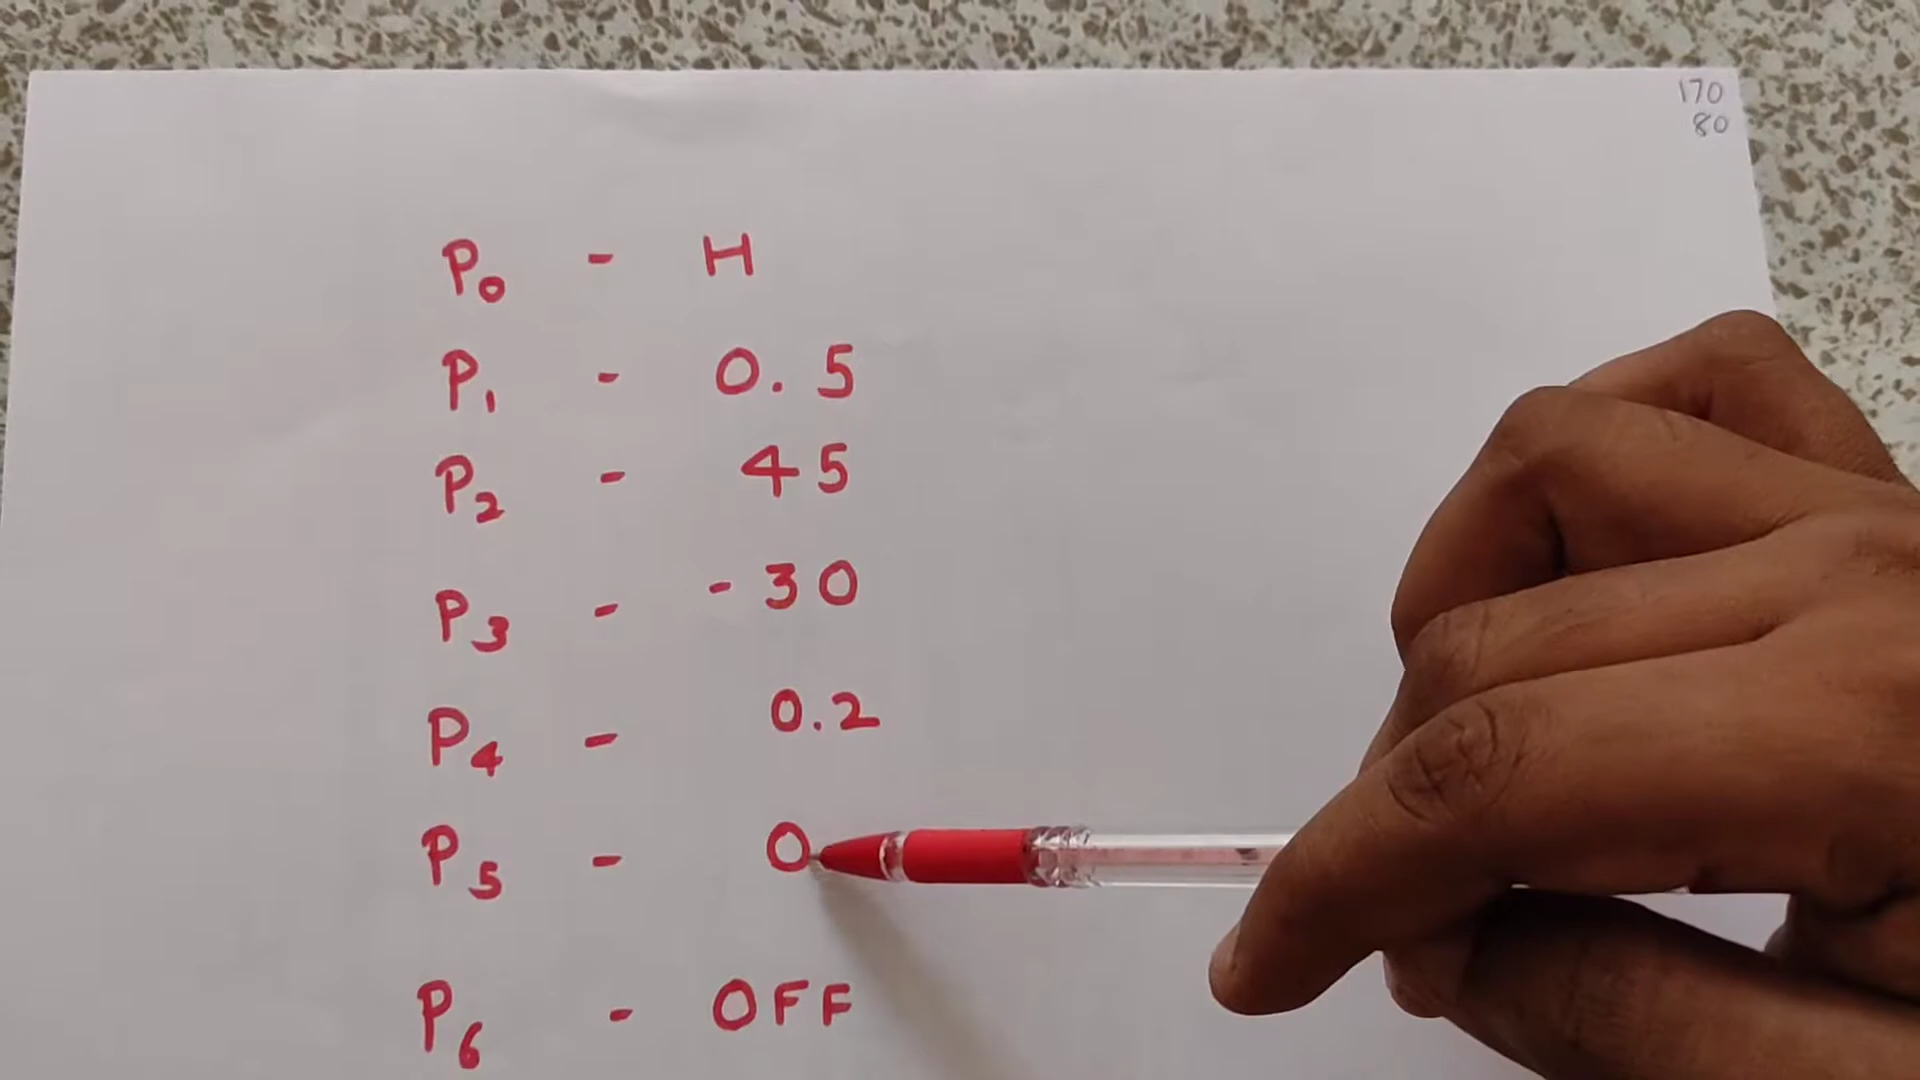 170
80
P0 - H
P1 - 0.5
P2 - 45
P3 - -30
P4 - 0.2
P5 - 0
P6 - OFF